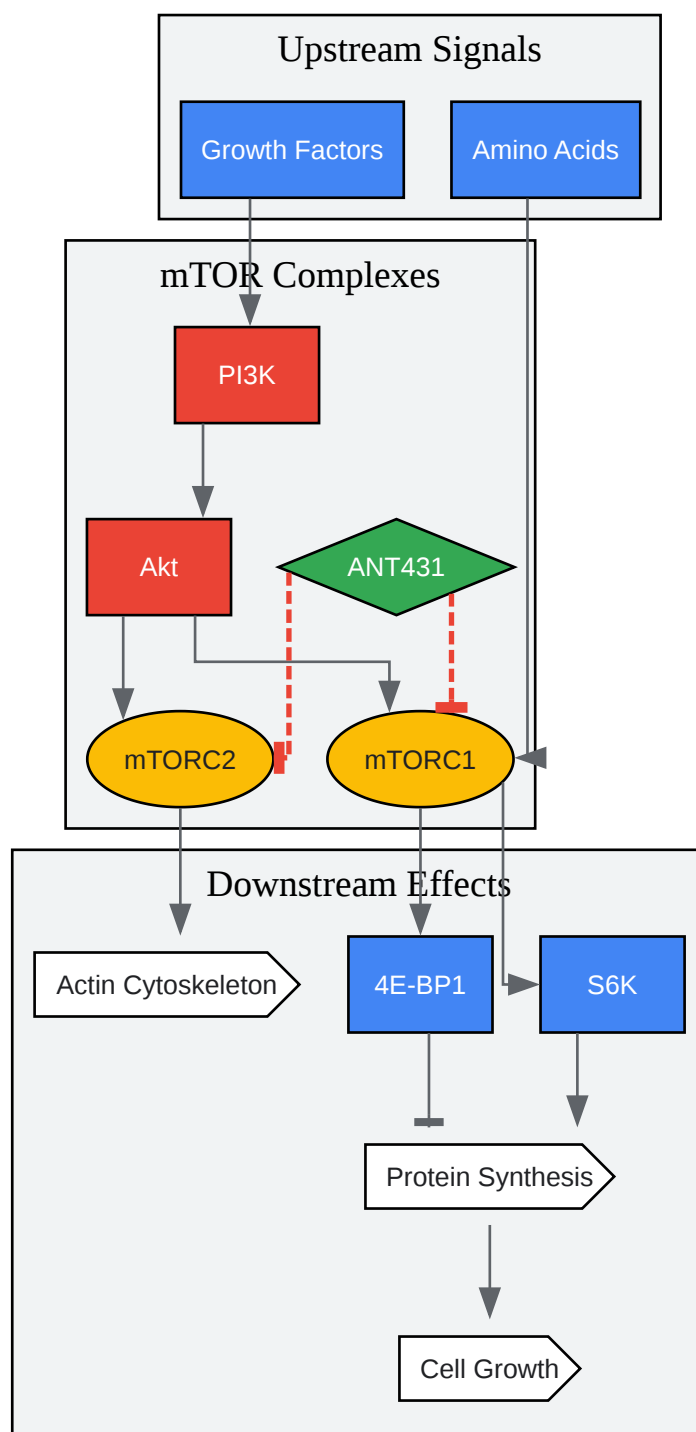 Upstream Signals
Growth Factors
Amino Acids
mTOR Complexes
PI3K
Akt
ANT431
mTORC2
mTORC1
Downstream Effects
Actin Cytoskeleton
4E-BP1
S6K
Protein Synthesis
Cell Growth